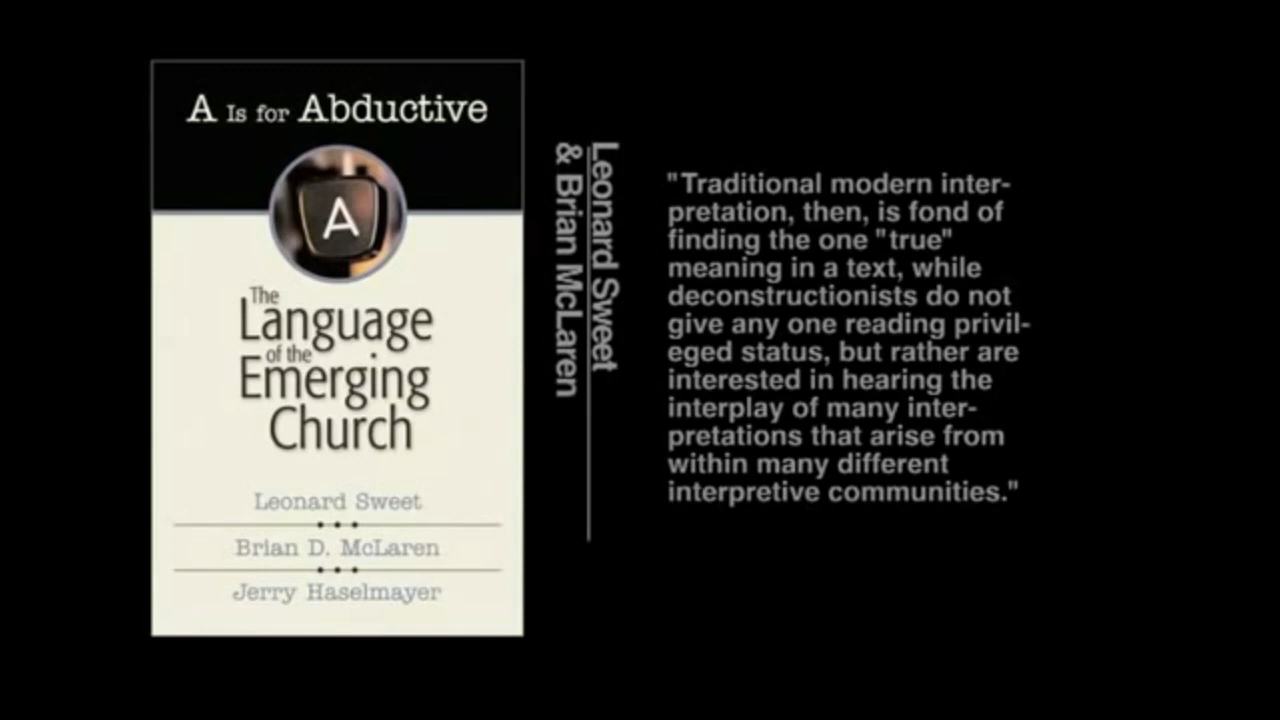 A Is for Abductive
A
The
Language
of the
Emerging
Church
Leonard Sweet
Brian D. McLaren
Jerry Haselmayer
Leonard Sweet
& Brian McLaren
"Traditional modern inter-
pretation, then, is fond of
finding the one "true"
meaning in a text, while
deconstructionists do not
give any one reading privil-
eged status, but rather are
interested in hearing the
interplay of many inter-
pretations that arise from
within many different
interpretive communities."